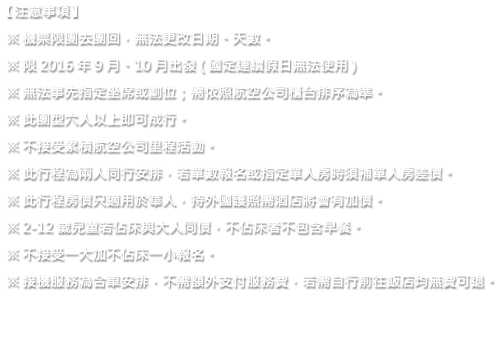 【注意事項】
※ 機票限團去團回，無法更改日期、天數。
※ 限 2016 年 9 月、10 月出發 ( 國定連續假日無法使用 )
※ 無法事先指定坐席或劃位；需依照航空公司櫃台排序為準。
※ 此團型六人以上即可成行。
※ 不接受累積航空公司里程活動。
※ 此行程為兩人同行安排，若單數報名或指定單人房時須補單人房差價。
※ 此行程房價只適用於華人，持外國護照需酒店將會有加價。
※ 2-12 歲兒童若佔床與大人同價，不佔床者不包含早餐。
※ 不接受一大加不佔床一小報名。
※ 接機服務為合車安排，不需額外支付服務費，若需自行前往飯店均無費可退。